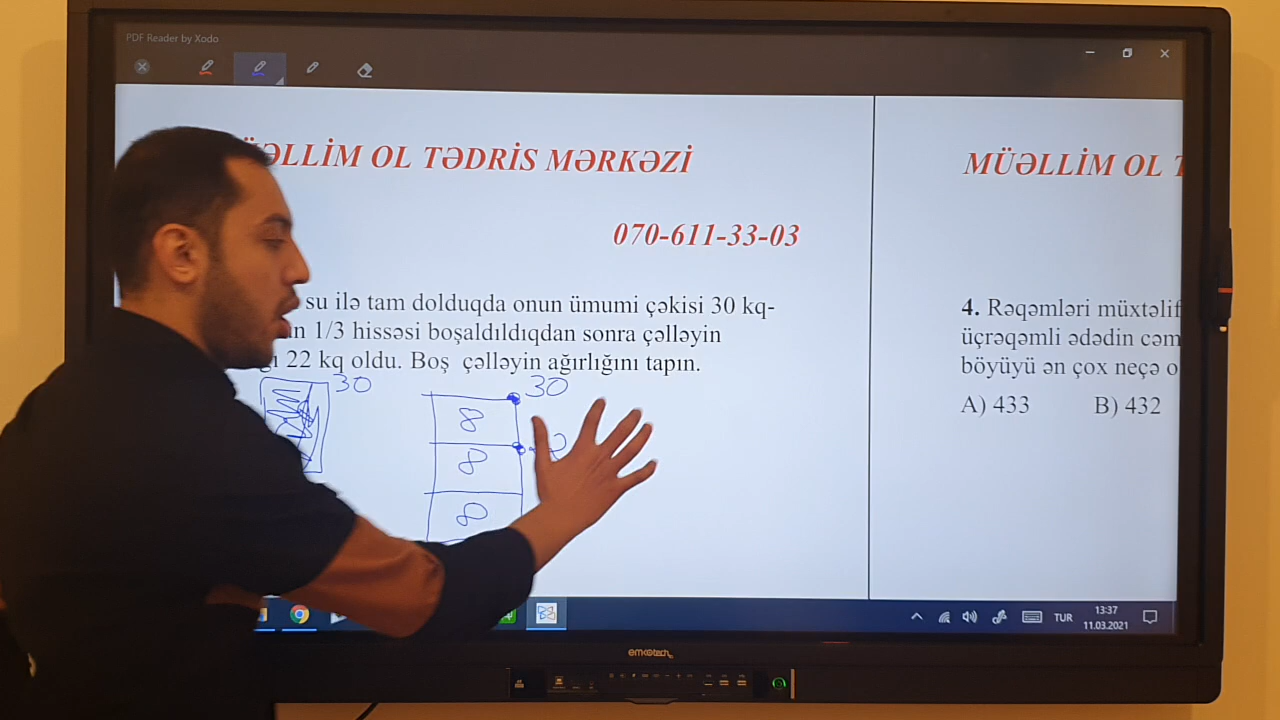 PDF Reader by Xodo
MÜƏLLİM OL TƏDRİS MƏRKƏZİ
070-611-33-03
su ilə tam dolduqda onun ümumi çəkisi 30 kq-
1/3 hissəsi boşaldıldıqdan sonra çəlləyin
22 kq oldu. Boş çəlləyin ağırlığını tapın.
30
30
8
8
8
MÜƏLLİM OL
4. Rəqəmləri müxtəlif
üçrəqəmli ədədin cəm
böyüyü ən çox neçə o
A) 433 B) 432
TUR
13:37
11.03.2021
emkotech